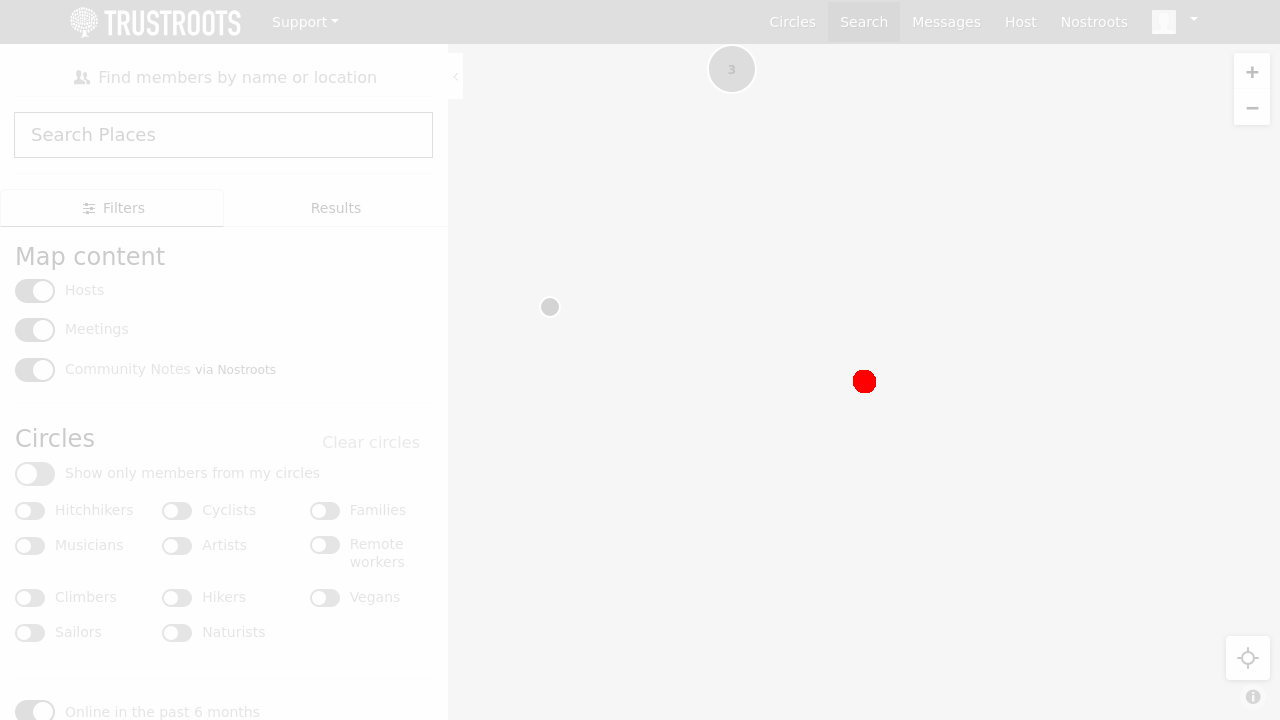 TRUSTROOTS Support Circles Search Messages Host Nostroots
Find members by name or location
Search Places
Filters Results
Map content
Hosts
Meetings
Community Notes via Nostroots
Circles Clear circles
Show only members from my circles
Hitchhikers Cyclists Families
Musicians Artists Remote workers
Climbers Hikers Vegans
Sailors Naturists
Online in the past 6 months
3
+
−